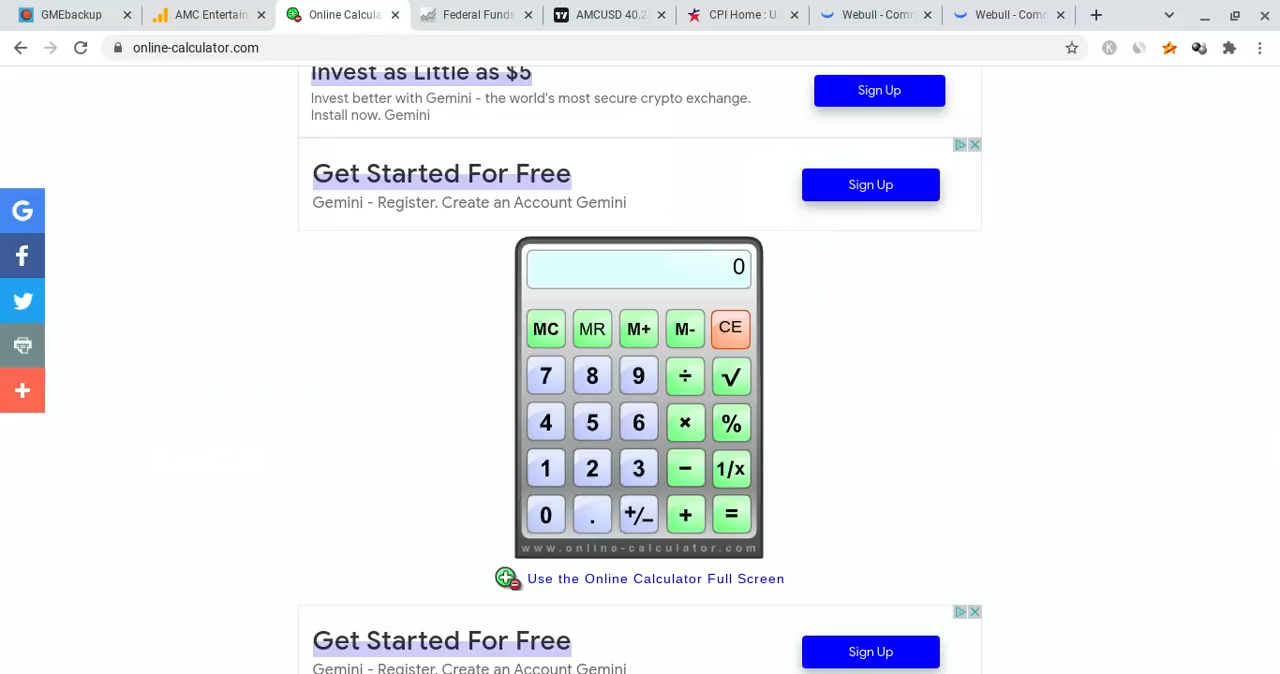 GMEbackup
AMC Entertain
Online Calcula
Federal Funds
AMCUSD 40.2
CPI Home : U.
Webull - Com
Webull - Com
online-calculator.com
K
Invest as Little as $5
Invest better with Gemini - the world's most secure crypto exchange.
Install now. Gemini
Sign Up
Get Started For Free
Gemini - Register. Create an Account Gemini
Sign Up
0
MC MR M+ M- CE
7 8 9 ÷ √
4 5 6 × %
1 2 3 − 1/x
0 . +/− + =
www.online-calculator.com
Use the Online Calculator Full Screen
Get Started For Free
Gemini - Register. Create an Account Gemini
Sign Up